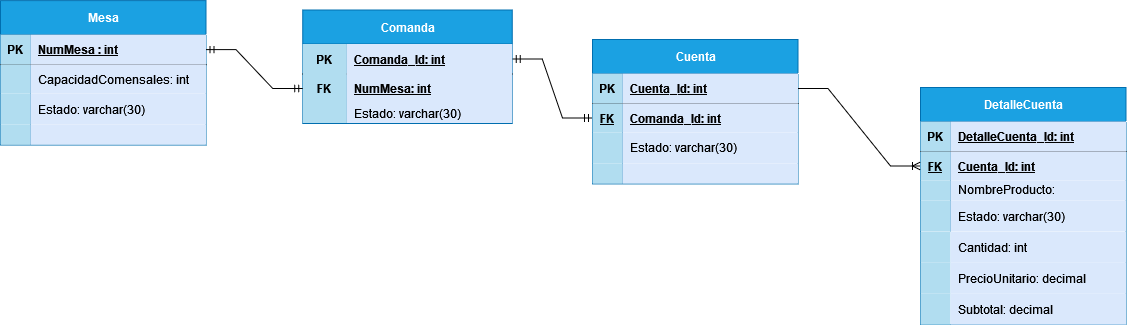 Mesa
PK NumMesa : int
CapacidadComensales: int
Estado: varchar(30)
Comanda
PK Comanda_Id: int
FK NumMesa: int
Estado: varchar(30)
Cuenta
PK Cuenta_Id: int
FK Comanda_Id: int
Estado: varchar(30)
DetalleCuenta
PK DetalleCuenta_Id: int
FK Cuenta_Id: int
NombreProducto:
Estado: varchar(30)
Cantidad: int
PrecioUnitario: decimal
Subtotal: decimal